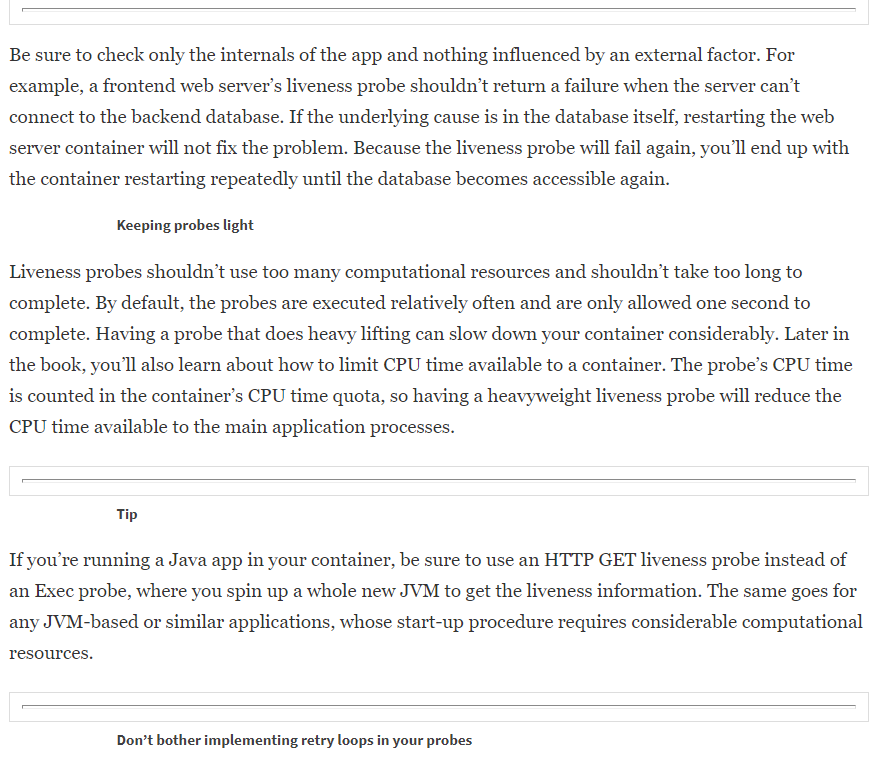 Be sure to check only the internals of the app and nothing influenced by an external factor. For
example, a frontend web server’s liveness probe shouldn’t return a failure when the server can’t
connect to the backend database. If the underlying cause is in the database itself, restarting the web
server container will not fix the problem. Because the liveness probe will fail again, you’ll end up with
the container restarting repeatedly until the database becomes accessible again.
Keeping probes light
Liveness probes shouldn’t use too many computational resources and shouldn’t take too long to
complete. By default, the probes are executed relatively often and are only allowed one second to
complete. Having a probe that does heavy lifting can slow down your container considerably. Later in
the book, you’ll also learn about how to limit CPU time available to a container. The probe’s CPU time
is counted in the container’s CPU time quota, so having a heavyweight liveness probe will reduce the
CPU time available to the main application processes.
Tip
If you’re running a Java app in your container, be sure to use an HTTP GET liveness probe instead of
an Exec probe, where you spin up a whole new JVM to get the liveness information. The same goes for
any JVM-based or similar applications, whose start-up procedure requires considerable computational
resources.
Don’t bother implementing retry loops in your probes